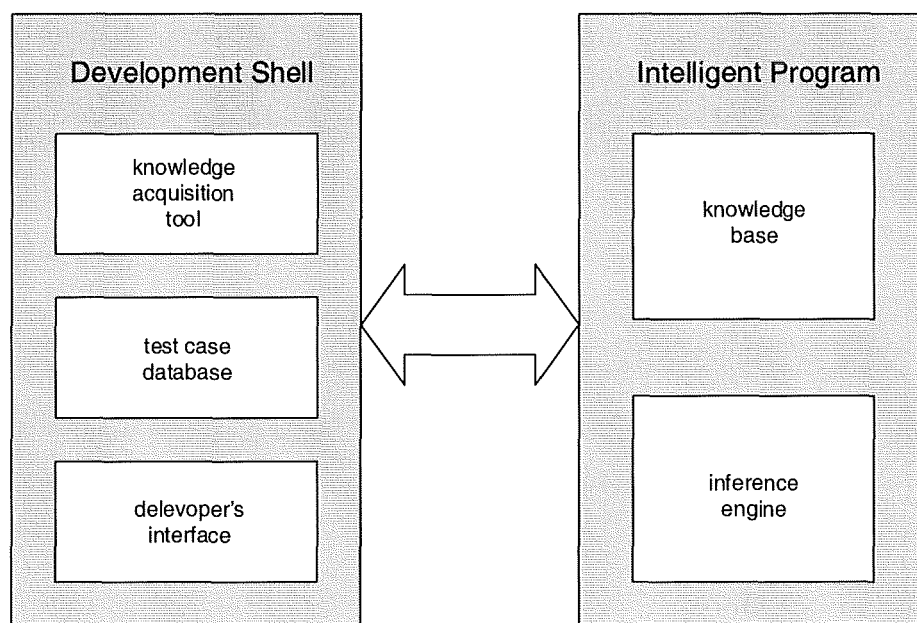 Development Shell
knowledge
acquisition
tool
test case
database
delevoper's
interface
Intelligent Program
knowledge
base
inference
engine